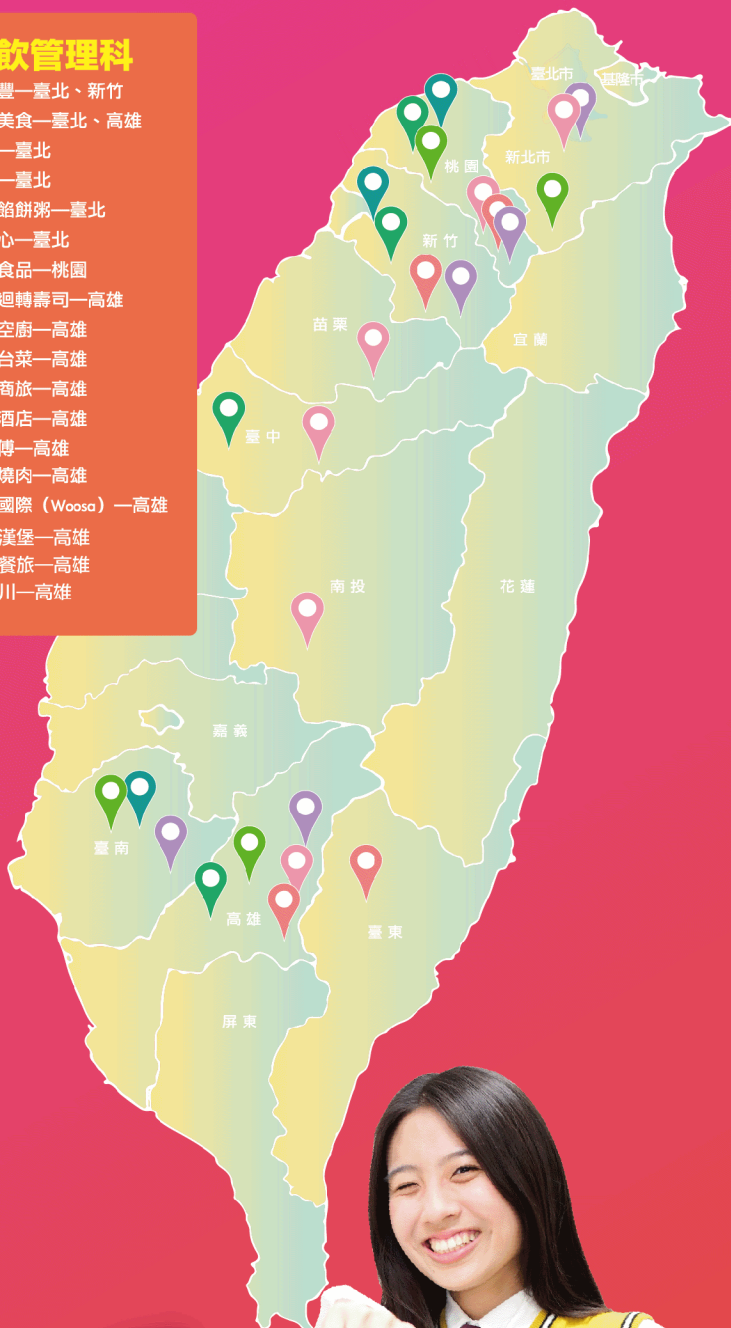 飲管理科
豐—臺北、新竹
美食—臺北、高雄
—臺北
—臺北
餡餅粥—臺北
心—臺北
食品—桃園
迴轉壽司—高雄
空廚—高雄
台菜—高雄
商旅—高雄
酒店—高雄
傅—高雄
燒肉—高雄
國際（Woosa）—高雄
漢堡—高雄
餐旅—高雄
川—高雄
臺北市
基隆市
新北市
桃園
新竹
苗栗
宜蘭
臺中
南投
花蓮
嘉義
臺南
高雄
臺東
屏東